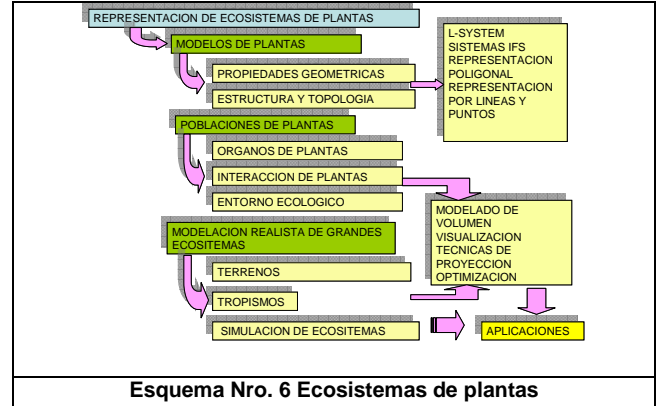 REPRESENTACION DE ECOSISTEMAS DE PLANTAS
MODELOS DE PLANTAS
PROPIEDADES GEOMETRICAS
ESTRUCTURA Y TOPOLOGIA
L-SYSTEM
SISTEMAS IFS
REPRESENTACION
POLIGONAL
REPRESENTACION
POR LINEAS Y
PUNTOS
POBLACIONES DE PLANTAS
ORGANOS DE PLANTAS
INTERACCION DE PLANTAS
ENTORNO ECOLOGICO
MODELACION REALISTA DE GRANDES
ECOSITEMAS
TERRENOS
TROPISMOS
SIMULACION DE ECOSITEMAS
MODELADO DE
VOLUMEN
VISUALIZACION
TECNICAS DE
PROYECCION
OPTIMIZACION
APLICACIONES
Esquema Nro. 6 Ecosistemas de plantas